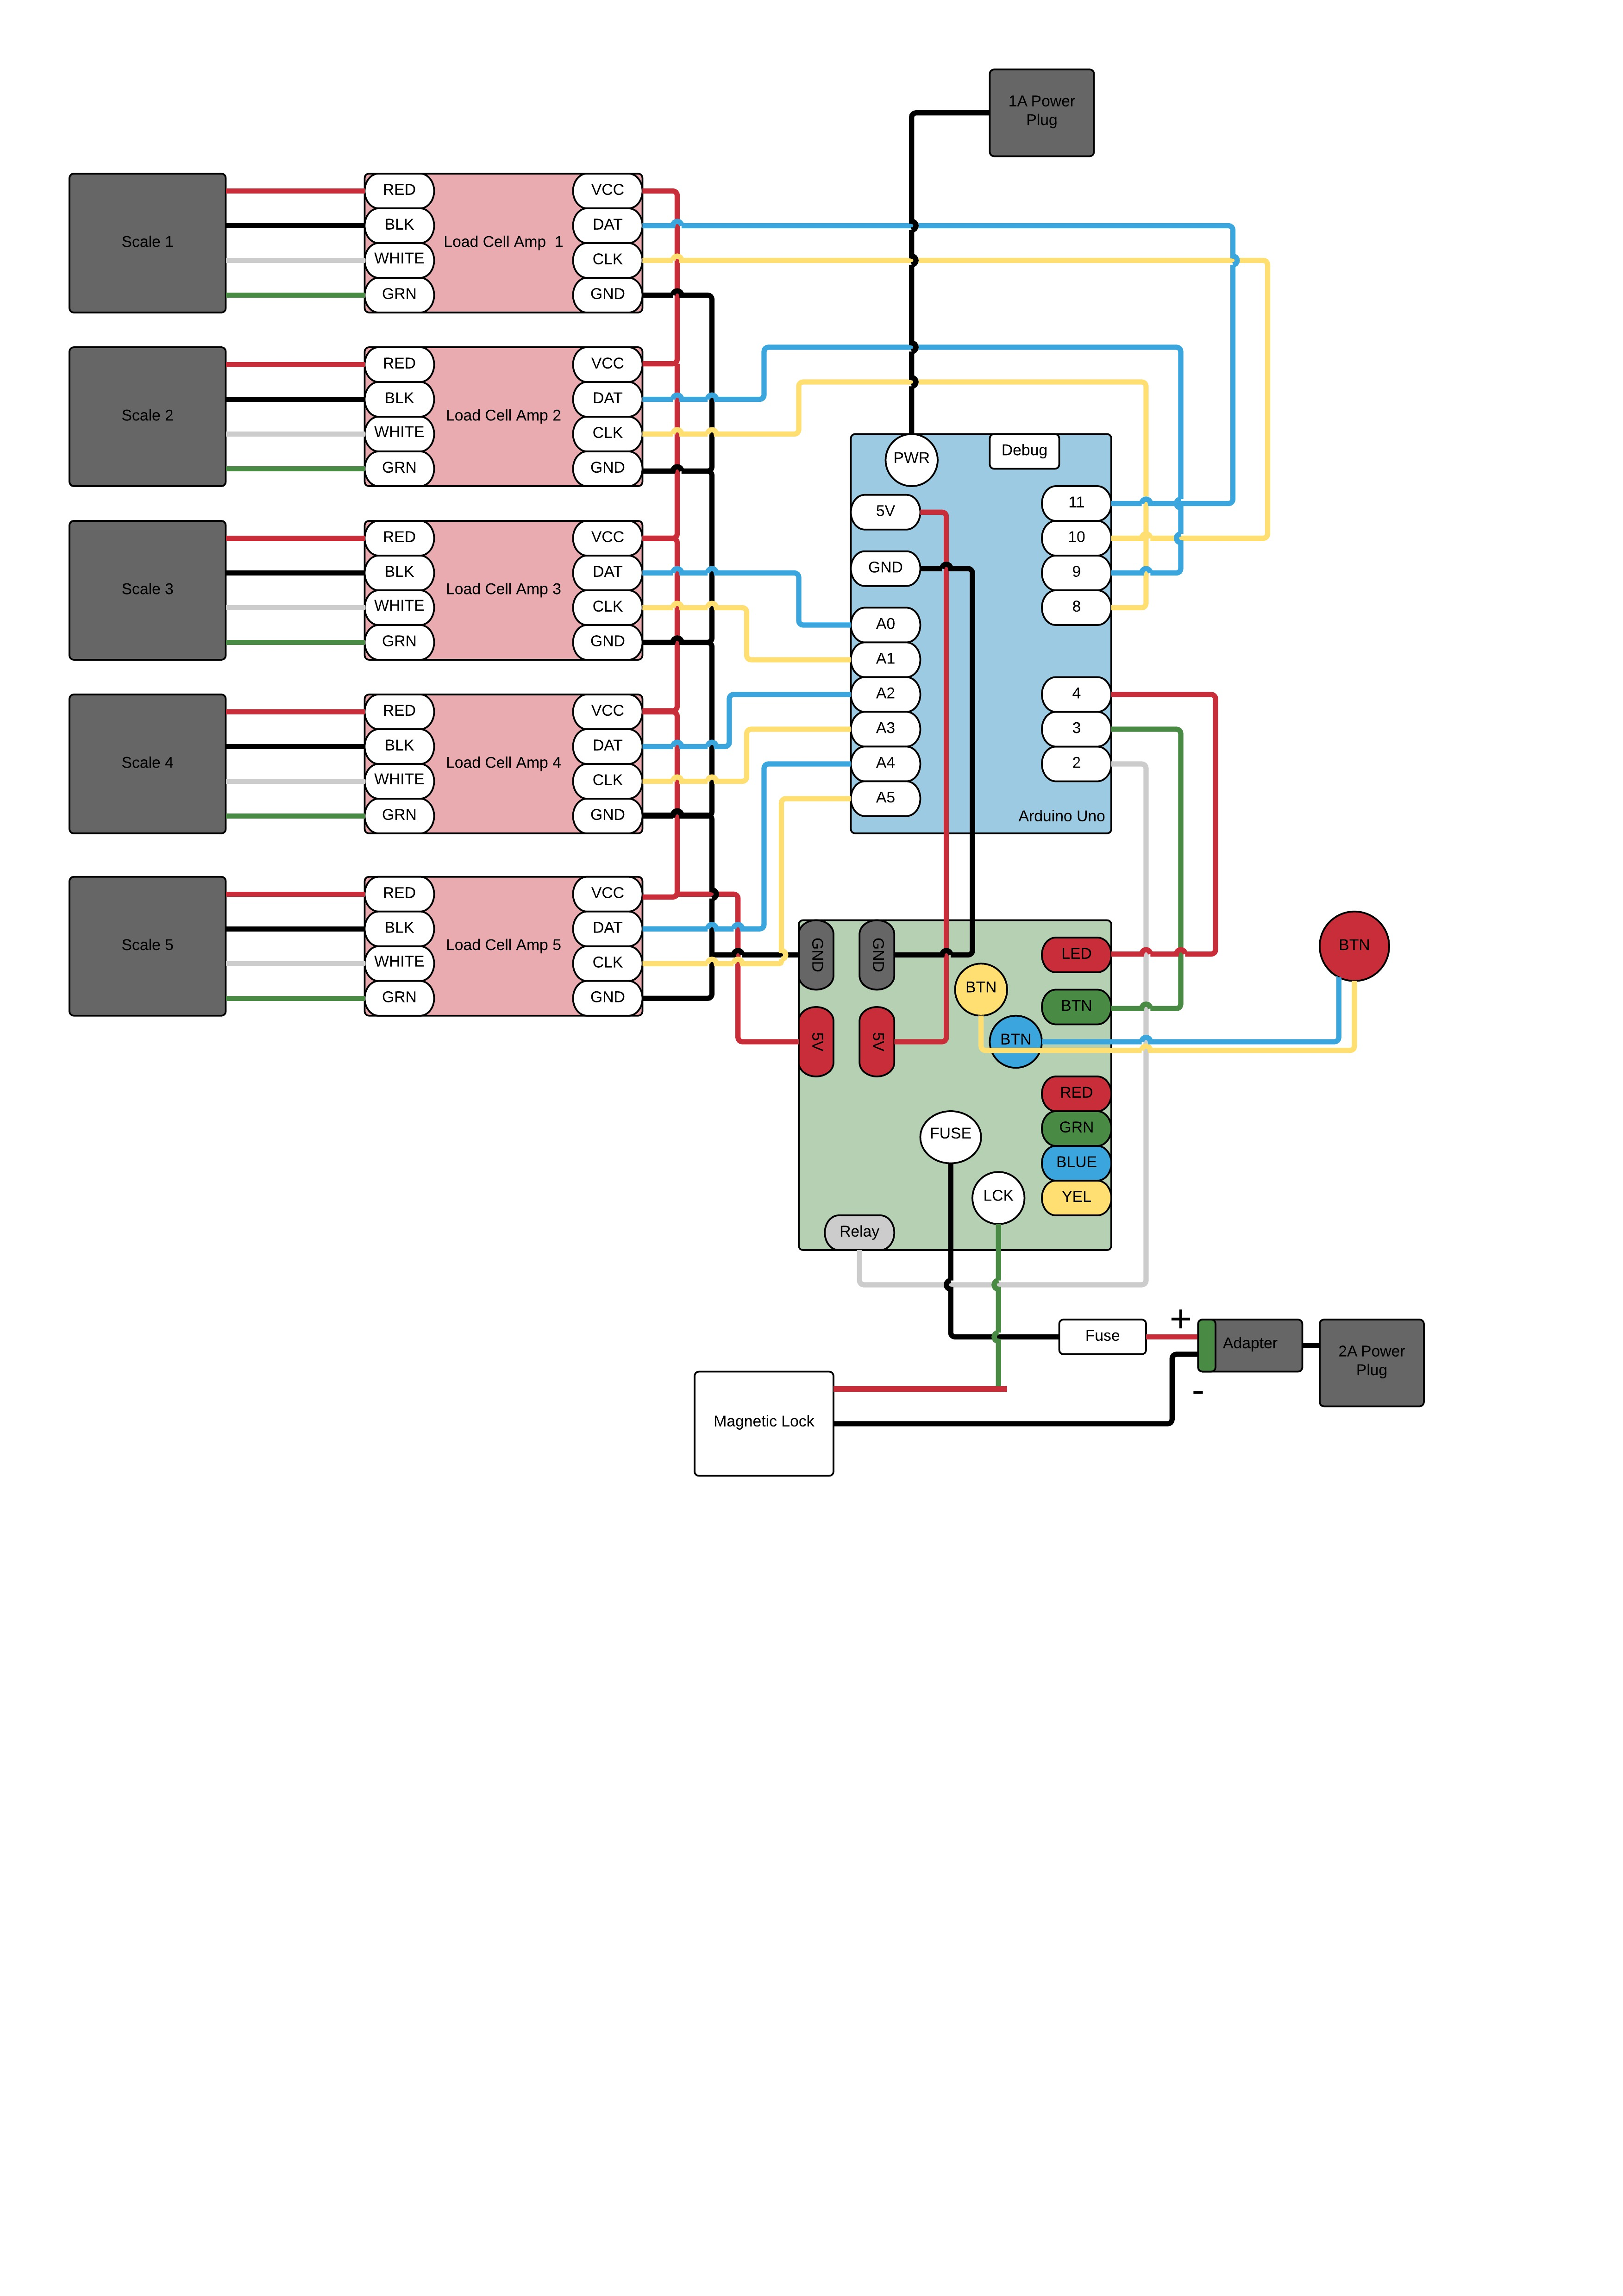 1A Power
Plug
Scale 1
RED
BLK
WHITE
GRN
Load Cell Amp 1
VCC
DAT
CLK
GND
Scale 2
RED
BLK
WHITE
GRN
Load Cell Amp 2
VCC
DAT
CLK
GND
Scale 3
RED
BLK
WHITE
GRN
Load Cell Amp 3
VCC
DAT
CLK
GND
Scale 4
RED
BLK
WHITE
GRN
Load Cell Amp 4
VCC
DAT
CLK
GND
Scale 5
RED
BLK
WHITE
GRN
Load Cell Amp 5
VCC
DAT
CLK
GND
PWR
Debug
5V
GND
A0
A1
A2
A3
A4
A5
11
10
9
8
4
3
2
Arduino Uno
GND
GND
5V
5V
BTN
BTN
LED
BTN
RED
GRN
BLUE
YEL
FUSE
LCK
Relay
BTN
Fuse
+
-
Adapter
2A Power
Plug
Magnetic Lock